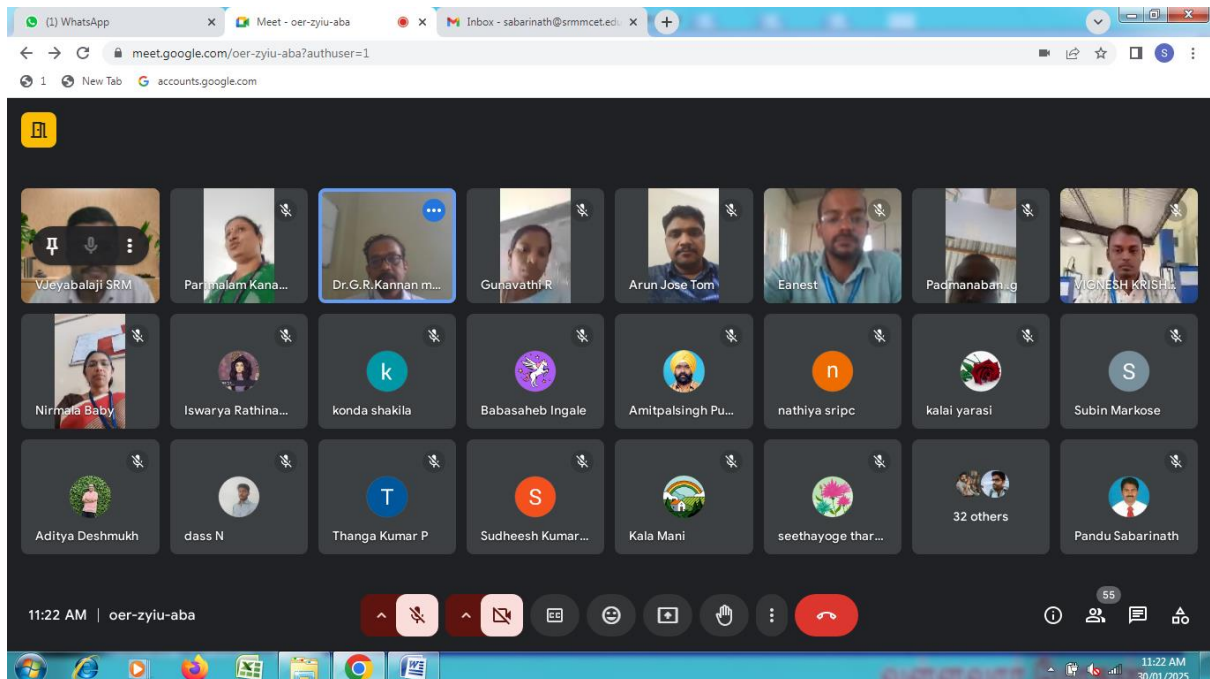 (1) WhatsApp
Meet - oer-zyiu-aba
Inbox - sabarinath@srmmcet.edu
meet.google.com/oer-zyiu-aba?authuser=1
S
1 New Tab G accounts.google.com
VJeyabalaji SRM
Parimalam Kana...
Dr.G.R.Kannan m...
Gunavathi R
Arun Jose Tom
Eanest
Padmanaban .g
VIGNESH KRISH...
Nirmala Baby
Iswarya Rathina...
k
konda shakila
Babasaheb Ingale
Amitpalsingh Pu...
n
nathiya sripc
kalai yarasi
S
Subin Markose
Aditya Deshmukh
dass N
T
Thanga Kumar P
S
Sudheesh Kumar...
Kala Mani
seethayoge thar...
32 others
Pandu Sabarinath
11:22 AM | oer-zyiu-aba
CC
55
11:22 AM
30/01/2025